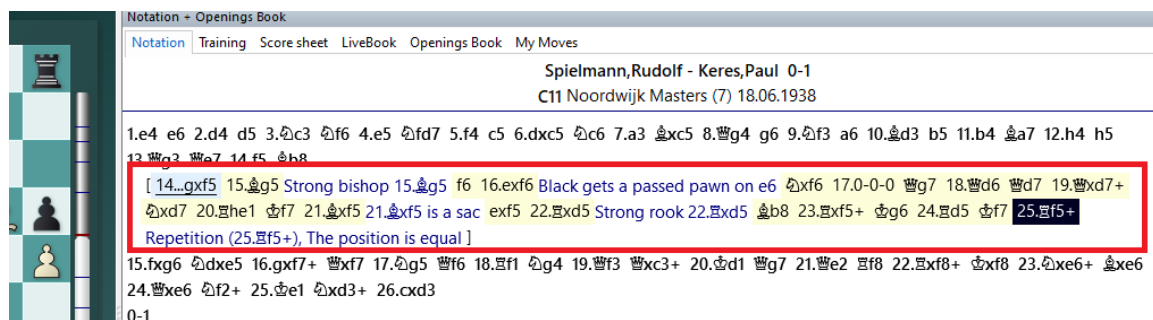 Notation + Openings Book
Notation Training Score sheet LiveBook Openings Book My Moves
Spielmann,Rudolf - Keres,Paul 0-1
C11 Noordwijk Masters (7) 18.06.1938
1.e4 e6 2.d4 d5 3.♘c3 ♘f6 4.e5 ♘fd7 5.f4 c5 6.dxc5 ♘c6 7.a3 ♗xc5 8.♕g4 g6 9.♘f3 a6 10.♗d3 b5 11.b4 ♗a7 12.h4 h5
13.♕g3 ♕e7 14.f5 ♗b8
[ 14...gxf5 15.♗g5 Strong bishop 15.♗g5 f6 16.exf6 Black gets a passed pawn on e6 ♘xf6 17.0-0-0 ♕g7 18.♕d6 ♕d7 19.♕xd7+
♘xd7 20.♖he1 ♔f7 21.♗xf5 21.♗xf5 is a sac exf5 22.♖xd5 Strong rook 22.♖xd5 ♗b8 23.♖xf5+ ♔g6 24.♖d5 ♔f7 25.♖f5+
Repetition (25.♖f5+), The position is equal ]
15.fxg6 ♘dxe5 16.gxf7+ ♕xf7 17.♘g5 ♕f6 18.♖f1 ♘g4 19.♕f3 ♕xc3+ 20.♔d1 ♕g7 21.♕e2 ♖f8 22.♖xf8+ ♔xf8 23.♘xe6+ ♗xe6
24.♕xe6 ♘f2+ 25.♔e1 ♘xd3+ 26.cxd3
0-1